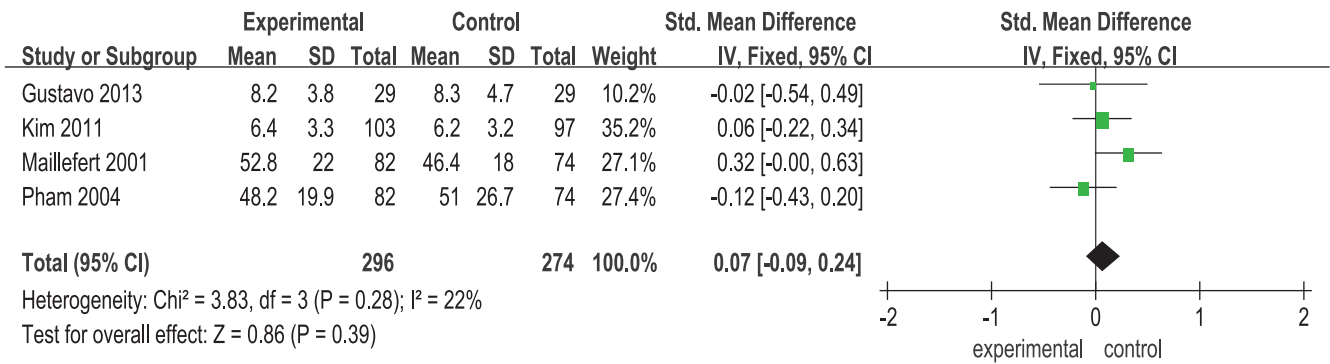 Experimental Control Std. Mean Difference Std. Mean Difference
Study or Subgroup Mean SD Total Mean SD Total Weight IV, Fixed, 95% CI IV, Fixed, 95% CI
Gustavo 2013 8.2 3.8 29 8.3 4.7 29 10.2% -0.02 [-0.54, 0.49]
Kim 2011 6.4 3.3 103 6.2 3.2 97 35.2% 0.06 [-0.22, 0.34]
Maillefert 2001 52.8 22 82 46.4 18 74 27.1% 0.32 [-0.00, 0.63]
Pham 2004 48.2 19.9 82 51 26.7 74 27.4% -0.12 [-0.43, 0.20]
Total (95% CI) 296 274 100.0% 0.07 [-0.09, 0.24]
Heterogeneity: Chi² = 3.83, df = 3 (P = 0.28); I² = 22%
Test for overall effect: Z = 0.86 (P = 0.39)
-2 -1 0 1 2
experimental control